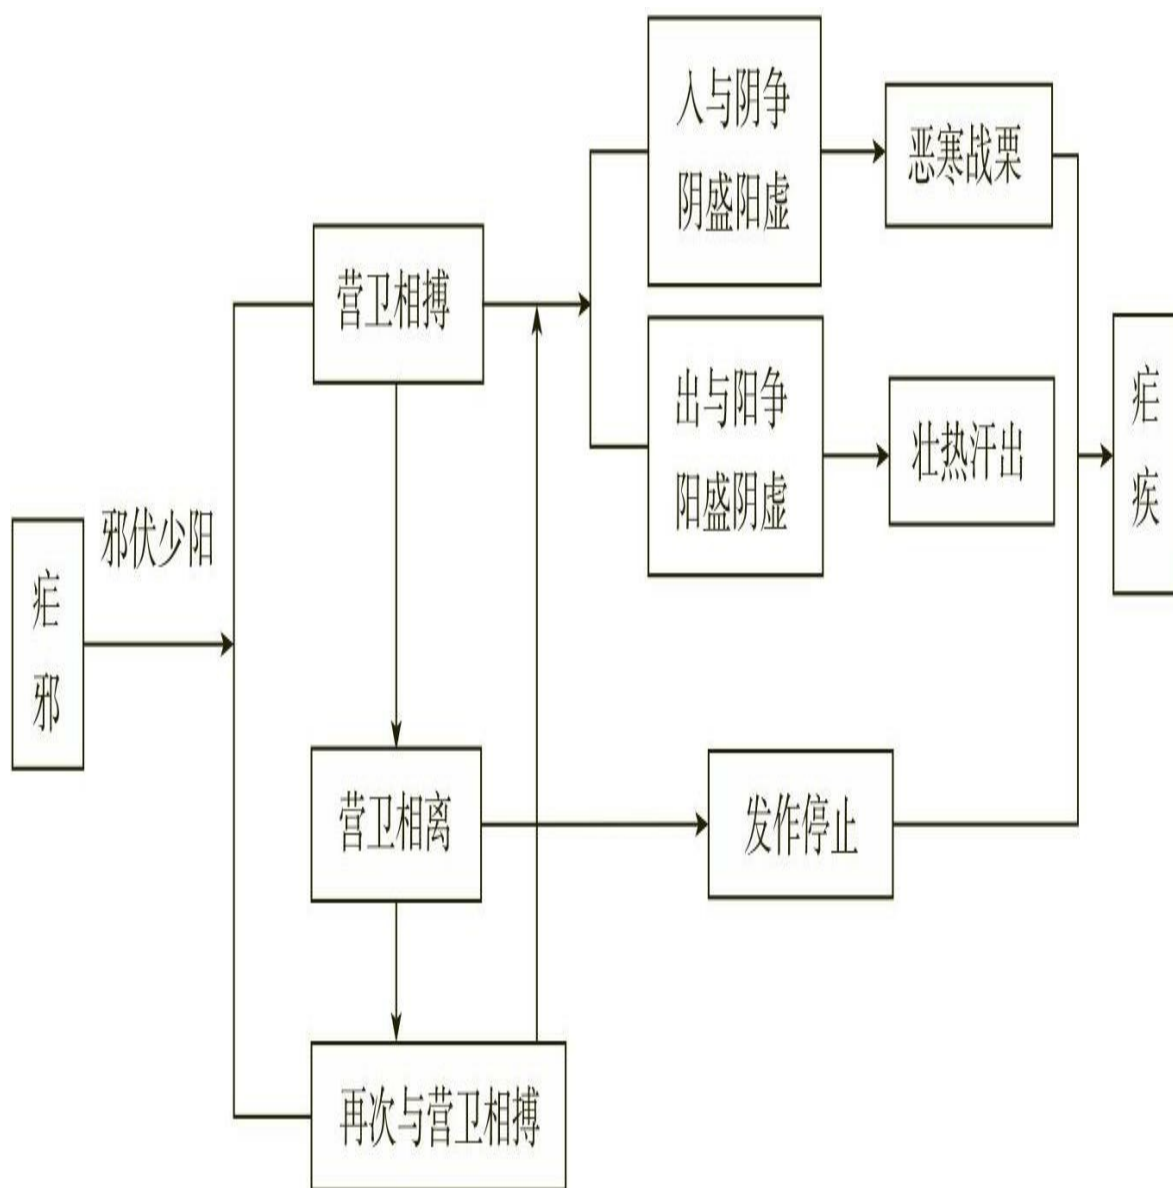 疟
邪
邪伏少阳
营卫相搏
营卫相离
再次与营卫相搏
入与阴争
阴盛阳虚
出与阳争
阳盛阴虚
恶寒战栗
壮热汗出
发作停止
疟
疾